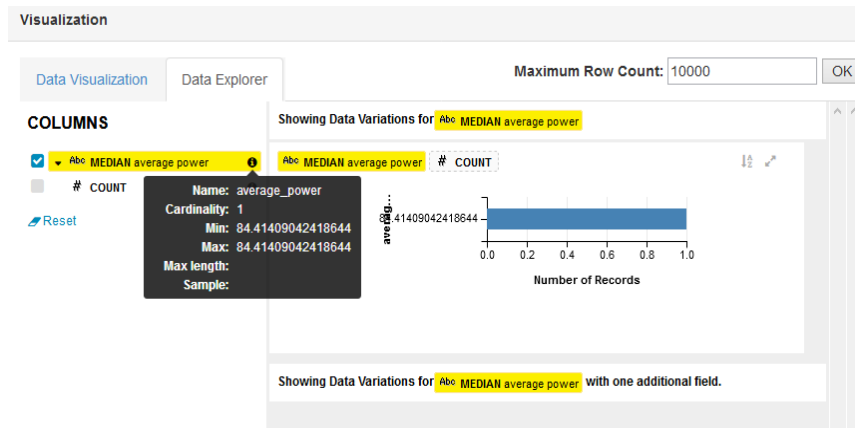 Visualization
Data Visualization
Data Explorer
Maximum Row Count: 10000 OK
COLUMNS
Abc MEDIAN average power
# COUNT
Reset
Name: average_power
Cardinality: 1
Min: 84.41409042418644
Max: 84.41409042418644
Max length:
Sample:
Showing Data Variations for Abc MEDIAN average power
Abc MEDIAN average power # COUNT
averag...
84.41409042418644
0.0 0.2 0.4 0.6 0.8 1.0
Number of Records
Showing Data Variations for Abc MEDIAN average power with one additional field.